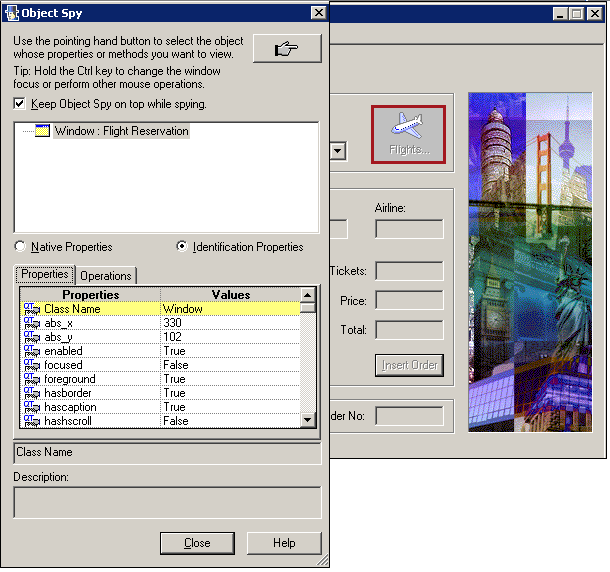 Object Spy
Use the pointing hand button to select the object
whose properties or methods you want to view.
Tip: Hold the Ctrl key to change the window
focus or perform other mouse operations.
Keep Object Spy on top while spying.
Window : Flight Reservation
Native Properties
Identification Properties
Properties
Operations
Properties Values
Class Name Window
abs_x 330
abs_y 102
enabled True
focused False
foreground True
hasborder True
hascaption True
hashscroll False
Class Name
Description:
Close
Help
Flights...
Airline:
Tickets:
Price:
Total:
Insert Order
der No: